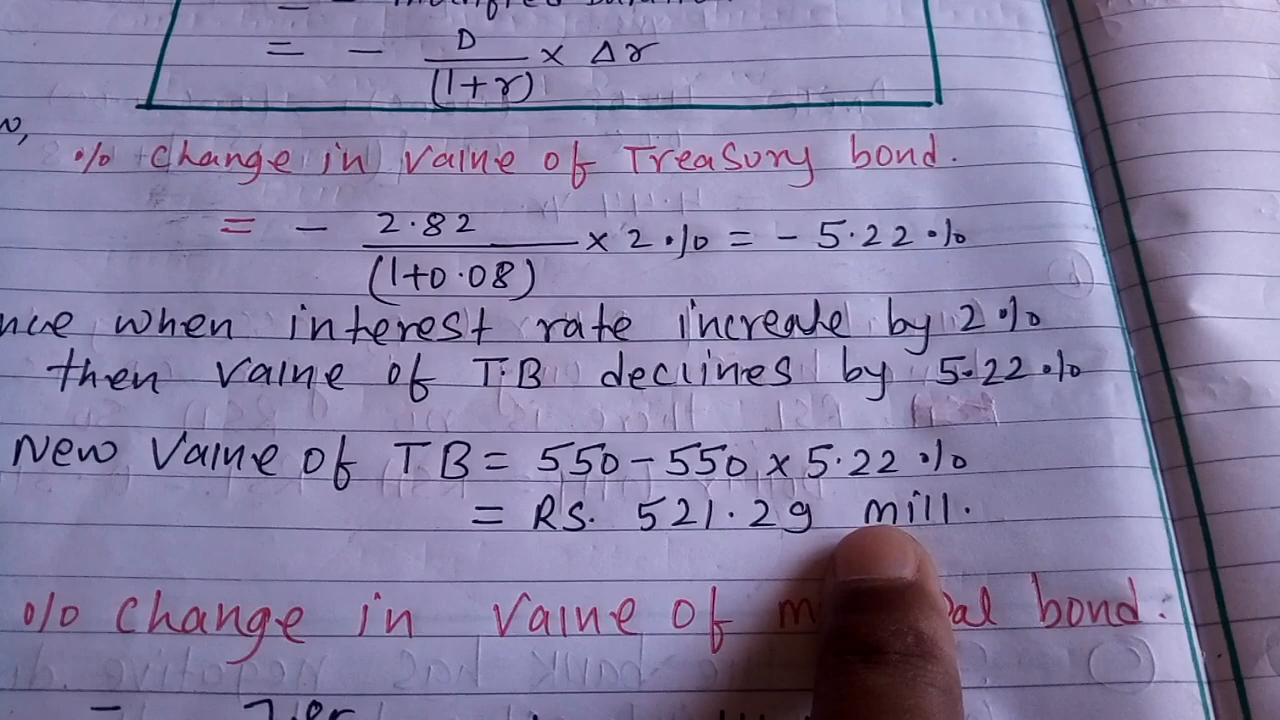 = - modified
= - D/(1+r) × Δr
% change in value of Treasury bond.
= - 2.82/(1+0.08) × 2% = - 5.22%
when interest rate increate by 2%
then value of T.B declines by 5.22%
New Value of TB = 550 - 550 × 5.22%
= RS. 521.29 mill.
% change in value of bond:
-